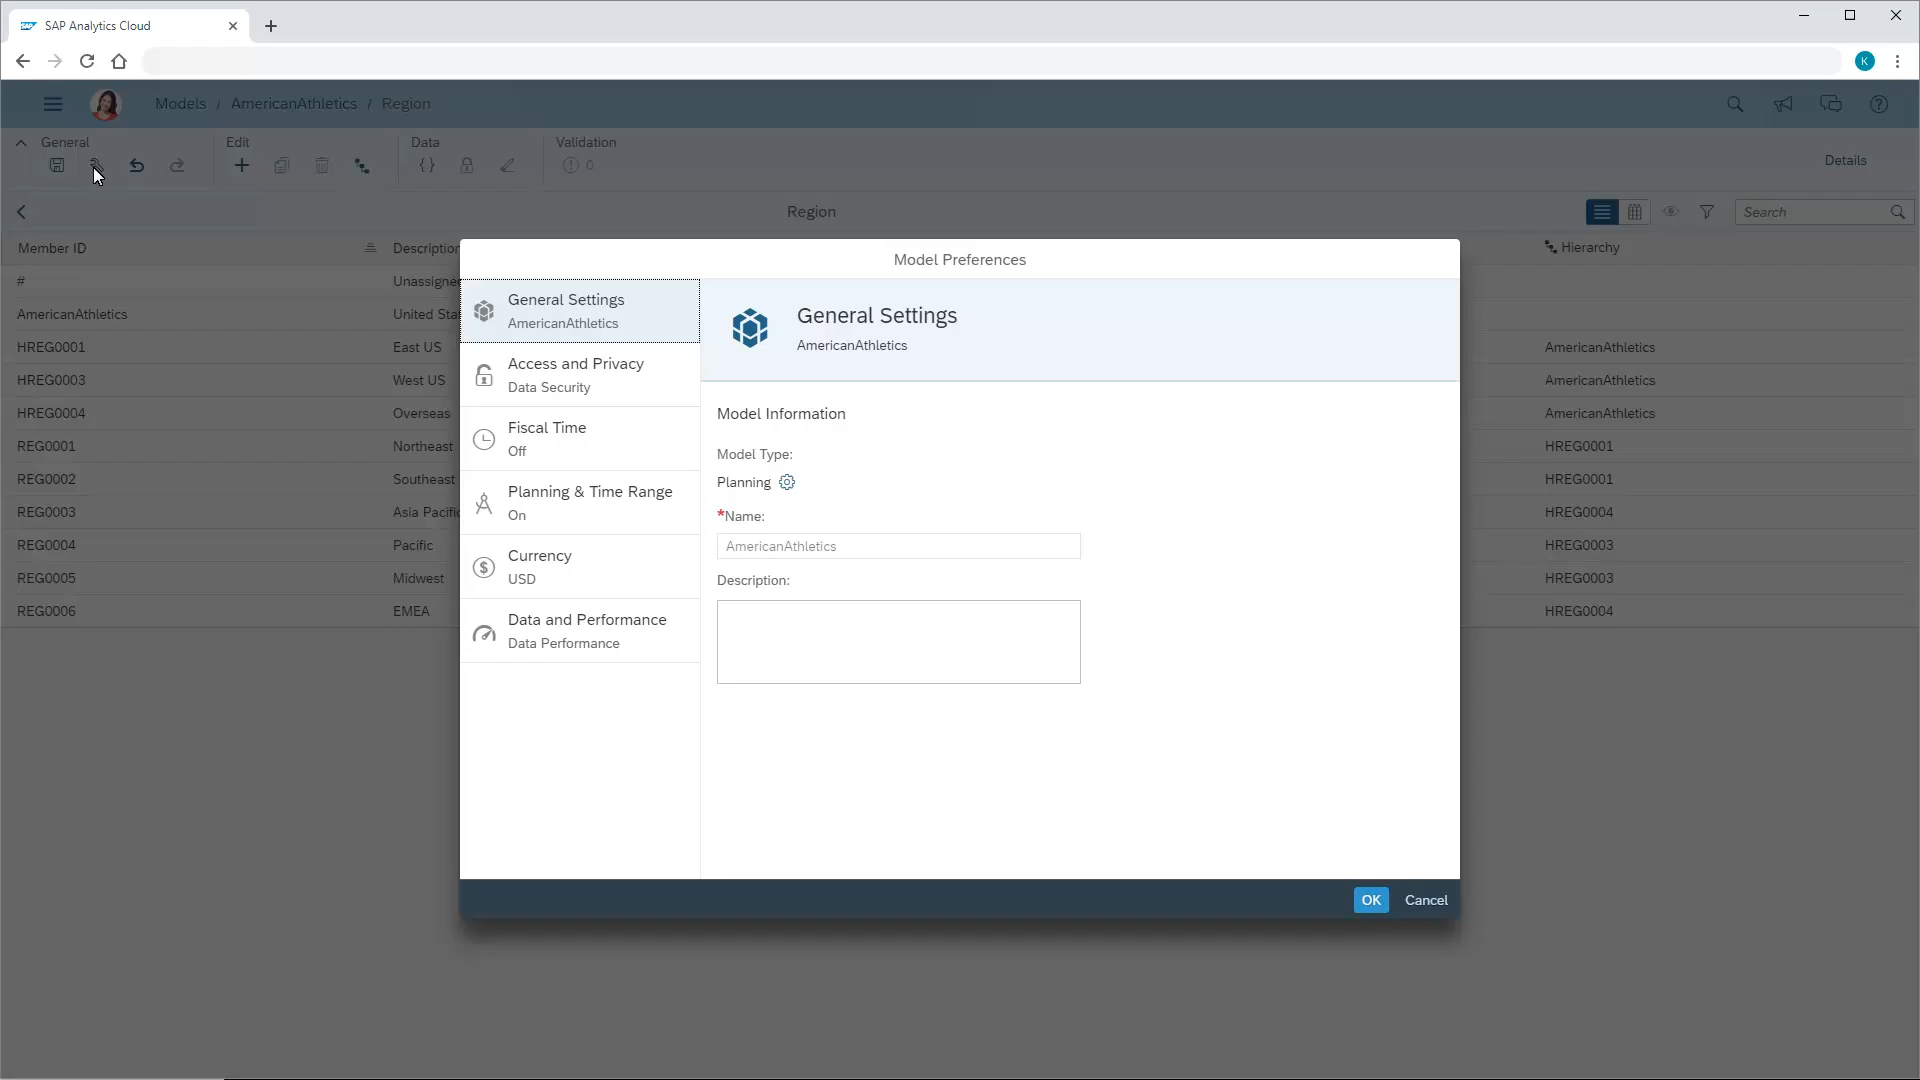 SAP Analytics Cloud
K
Models / AmericanAthletics / Region
General
Edit
Data
Validation
0
Details
Region
Search
Member ID
Description
Hierarchy
#
Unassigne
AmericanAthletics
United Sta
HREG0001
East US
AmericanAthletics
HREG0003
West US
AmericanAthletics
HREG0004
Overseas
AmericanAthletics
REG0001
Northeast
HREG0001
REG0002
Southeast
HREG0001
REG0003
Asia Pacific
HREG0004
REG0004
Pacific
HREG0003
REG0005
Midwest
HREG0003
REG0006
EMEA
HREG0004
Model Preferences
General Settings
AmericanAthletics
Access and Privacy
Data Security
Fiscal Time
Off
Planning & Time Range
On
Currency
USD
Data and Performance
Data Performance
General Settings
AmericanAthletics
Model Information
Model Type:
Planning
*Name:
AmericanAthletics
Description:
OK
Cancel